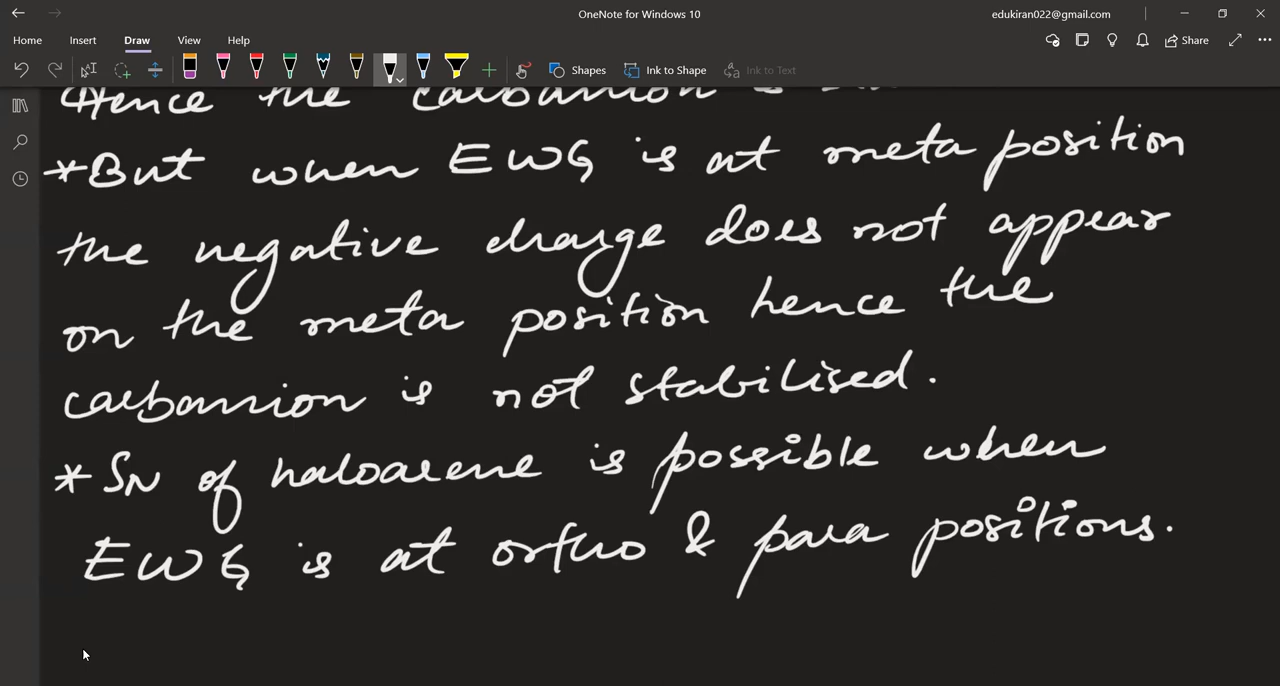 OneNote for Windows 10
edukiran022@gmail.com
Home Insert Draw View Help
Share
Shapes Ink to Shape Ink to Text
Hence the carbanion is
*But when EWG is at meta position
the negative charge does not appear
on the meta position hence the
carbanion is not stabilised.
* SN of haloarene is possible when
EWG is at ortho & para positions.